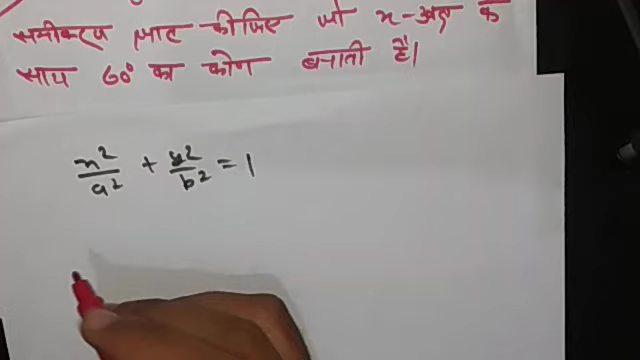 समीकरण ज्ञात कीजिए जो x-अक्ष के
साथ 60° का कोण बनाती है।
x²/a² + y²/b² = 1